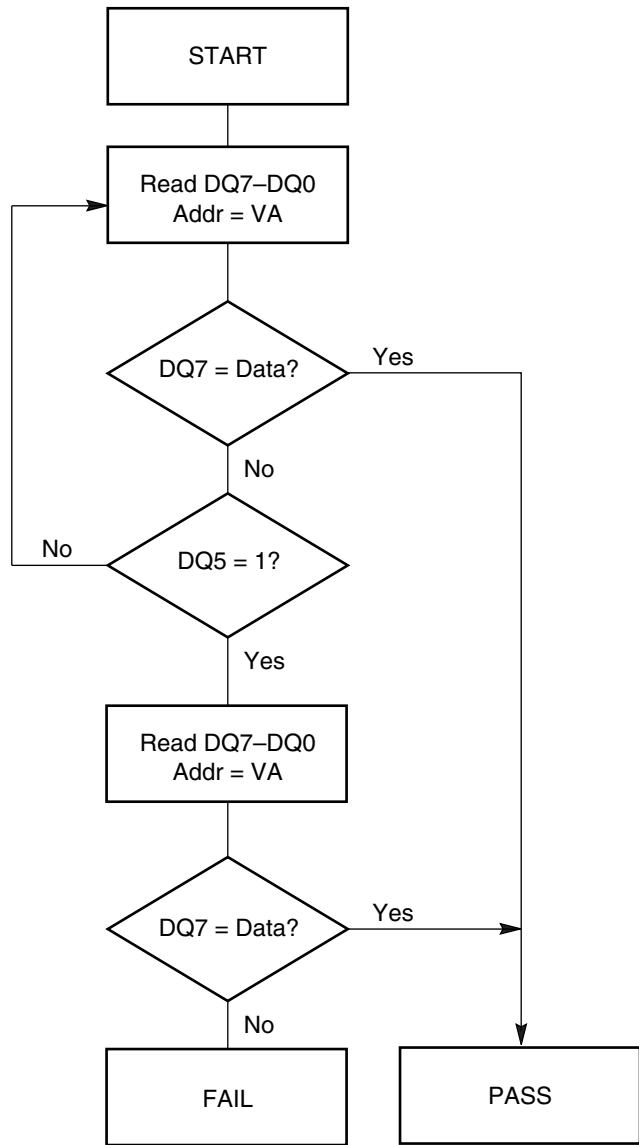 START
Read DQ7–DQ0
Addr = VA
DQ7 = Data?
Yes
No
No
DQ5 = 1?
Yes
Read DQ7–DQ0
Addr = VA
DQ7 = Data?
Yes
No
FAIL
PASS